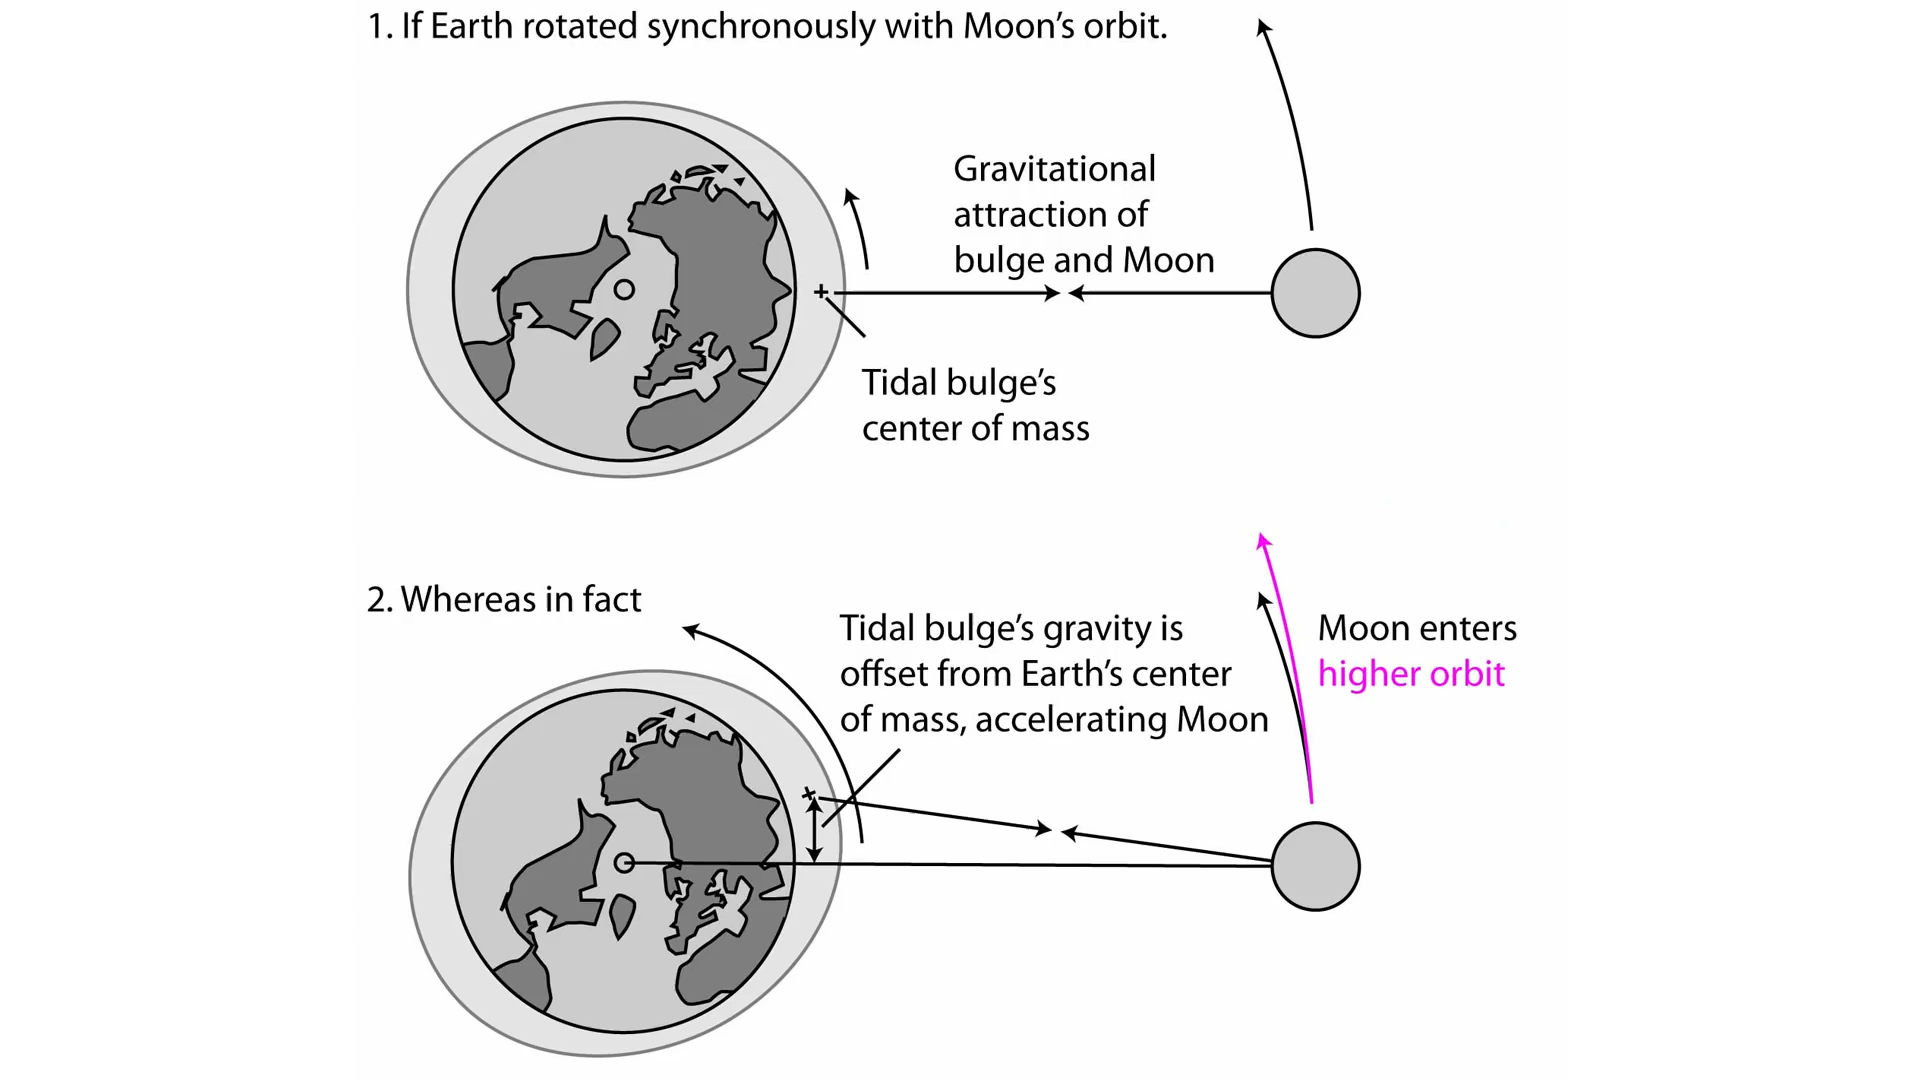 1. If Earth rotated synchronously with Moon’s orbit.
Gravitational
attraction of
bulge and Moon
+
Tidal bulge’s
center of mass
2. Whereas in fact
Tidal bulge’s gravity is
offset from Earth’s center
of mass, accelerating Moon
Moon enters
higher orbit
+